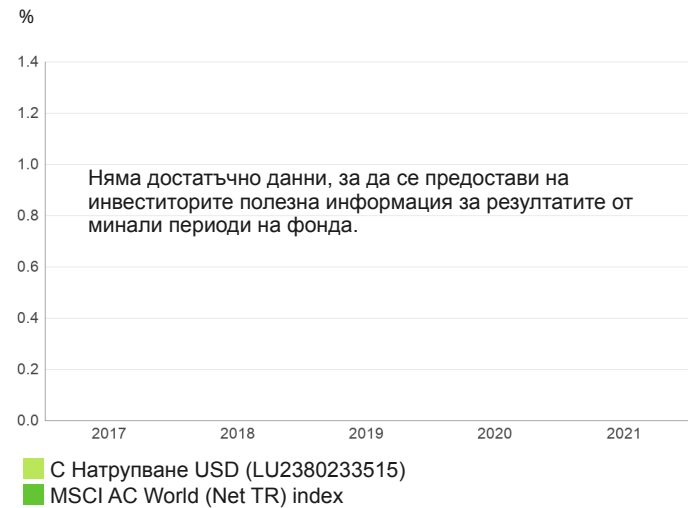 %
1.4
1.2
1.0
Няма достатъчно данни, за да се предостави на
инвеститорите полезна информация за резултатите от
0.8
минали периоди на фонда.
0.6
0.4
0.2
0.0
2017 2018 2019 2020 2021
C Натрупване USD (LU2380233515)
MSCI AC World (Net TR) index